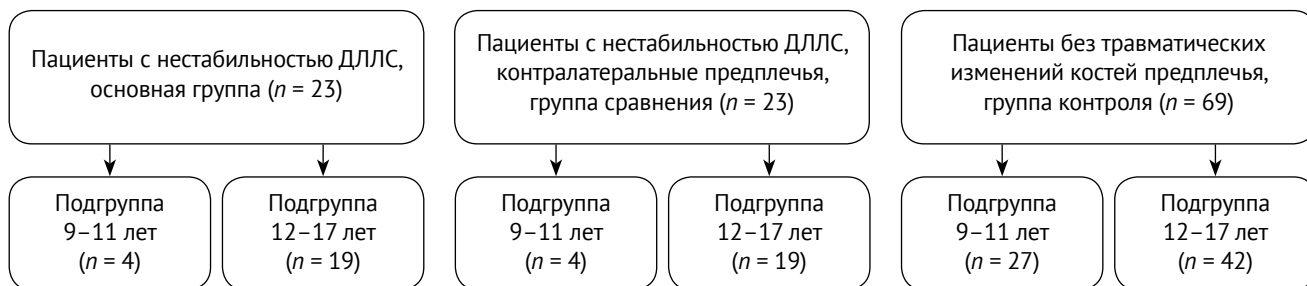 Пациенты с нестабильностью ДЛЛС,
основная группа (n = 23)
Пациенты с нестабильностью ДЛЛС,
контралатеральные предплечья,
группа сравнения (n = 23)
Пациенты без травматических
изменений костей предплечья,
группа контроля (n = 69)
Подгруппа
9–11 лет
(n = 4)
Подгруппа
12–17 лет
(n = 19)
Подгруппа
9–11 лет
(n = 4)
Подгруппа
12–17 лет
(n = 19)
Подгруппа
9–11 лет
(n = 27)
Подгруппа
12–17 лет
(n = 42)